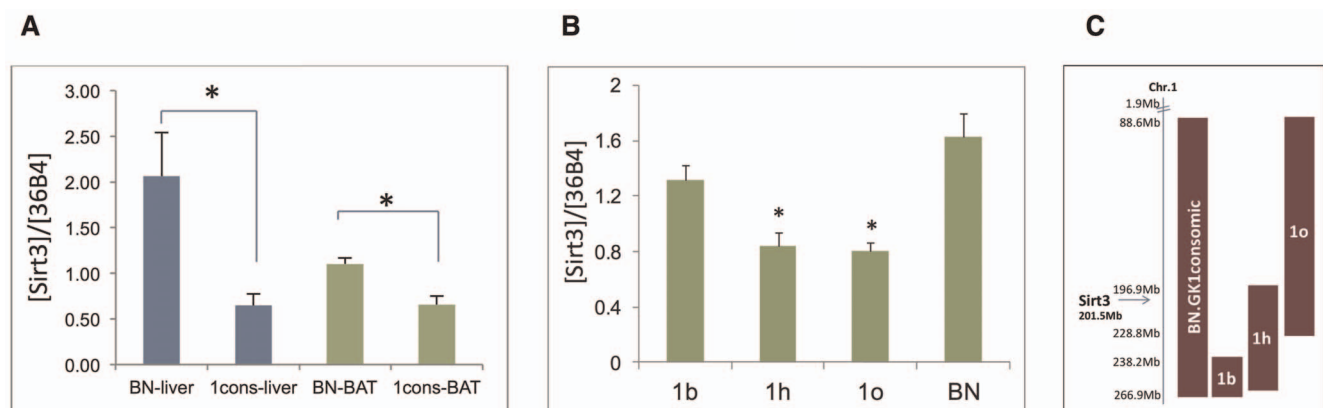 A
[Sirt3]/[36B4]
3.00
2.50
2.00
1.50
1.00
0.50
0.00
*
*
BN-liver 1cons-liver BN-BAT 1cons-BAT
B
[Sirt3]/[36B4]
2
1.6
1.2
0.8
0.4
0
*
*
1b 1h 1o BN
C
Chr.1
1.9Mb
88.6Mb
196.9Mb
Sirt3
201.5Mb
228.8Mb
238.2Mb
266.9Mb
BN.GK1consomic
1b
1h
1o